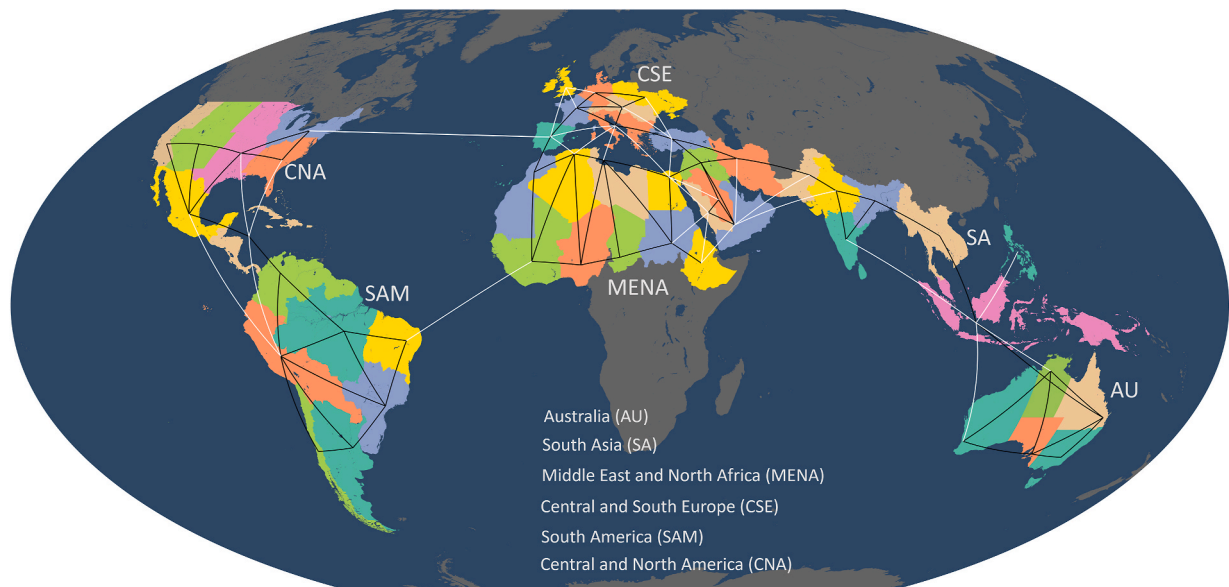 CSE
CNA
SA
SAM
MENA
AU
Australia (AU)
South Asia (SA)
Middle East and North Africa (MENA)
Central and South Europe (CSE)
South America (SAM)
Central and North America (CNA)